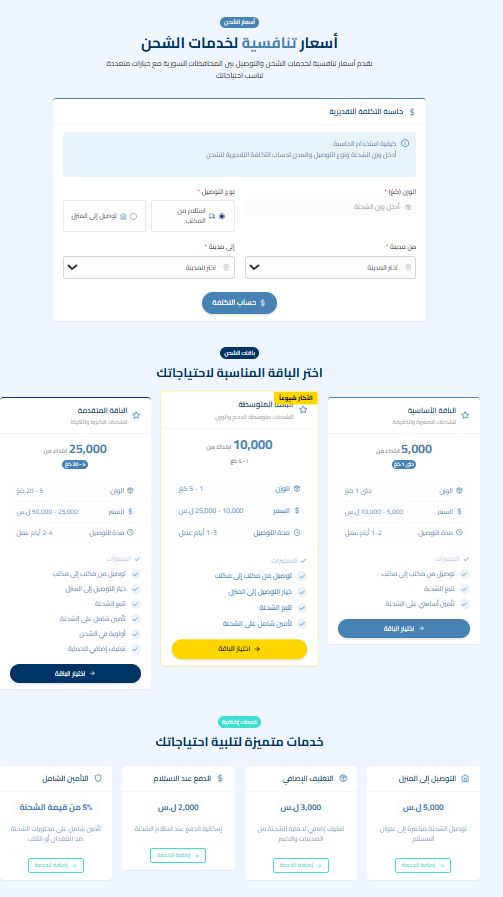 أسعار الشحن
أسعار تنافسية لخدمات الشحن
نقدم أسعار تنافسية لخدمات الشحن والتوصيل بين المحافظات السورية مع خيارات متعددة
تناسب احتياجاتك
حاسبة التكلفة التقديرية
كيفية استخدام الحاسبة
أدخل وزن الشحنة ونوع التوصيل والمدن لحساب التكلفة التقديرية للشحن
الوزن (كغ) *
أدخل وزن الشحنة
نوع التوصيل *
استلام من
المكتب
توصيل إلى المنزل
من مدينة *
اختر المدينة
إلى مدينة *
اختر المدينة
حساب التكلفة
باقات الشحن
اختر الباقة المناسبة لاحتياجاتك
الباقة الأساسية
للشحنات الصغيرة والخفيفة
5,000 ابتداءً من
حتى 1 كغ
الوزن
حتى 1 كغ
السعر
5,000 - 10,000 ل.س
مدة التوصيل
1-2 أيام عمل
المميزات
توصيل من مكتب إلى مكتب
تتبع الشحنة
تأمين أساسي على الشحنة
اختيار الباقة
الأكثر شيوعاً
الباقة المتوسطة
للشحنات متوسطة الحجم والوزن
10,000 ابتداءً من
1 - 5 كغ
الوزن
1 - 5 كغ
السعر
10,000 - 25,000 ل.س
مدة التوصيل
1-3 أيام عمل
المميزات
توصيل من مكتب إلى مكتب
خيار التوصيل إلى المنزل
تتبع الشحنة
تأمين شامل على الشحنة
اختيار الباقة
الباقة المتقدمة
للشحنات الكبيرة والثقيلة
25,000 ابتداءً من
5 - 20 كغ
الوزن
5 - 20 كغ
السعر
25,000 - 50,000 ل.س
مدة التوصيل
2-4 أيام عمل
المميزات
توصيل من مكتب إلى مكتب
خيار التوصيل إلى المنزل
تتبع الشحنة
تأمين شامل على الشحنة
أولوية في الشحن
تغليف إضافي للحماية
اختيار الباقة
خدمات إضافية
خدمات متميزة لتلبية احتياجاتك
التوصيل إلى المنزل
5,000 ل.س
توصيل الشحنة مباشرة إلى عنوان
المستلم
إضافة الخدمة
التغليف الإضافي
3,000 ل.س
تغليف إضافي لحماية الشحنة من
الصدمات والكسر
إضافة الخدمة
الدفع عند الاستلام
2,000 ل.س
إمكانية الدفع عند استلام الشحنة
إضافة الخدمة
التأمين الشامل
5% من قيمة الشحنة
تأمين شامل على محتويات الشحنة
ضد الفقدان أو التلف
إضافة الخدمة